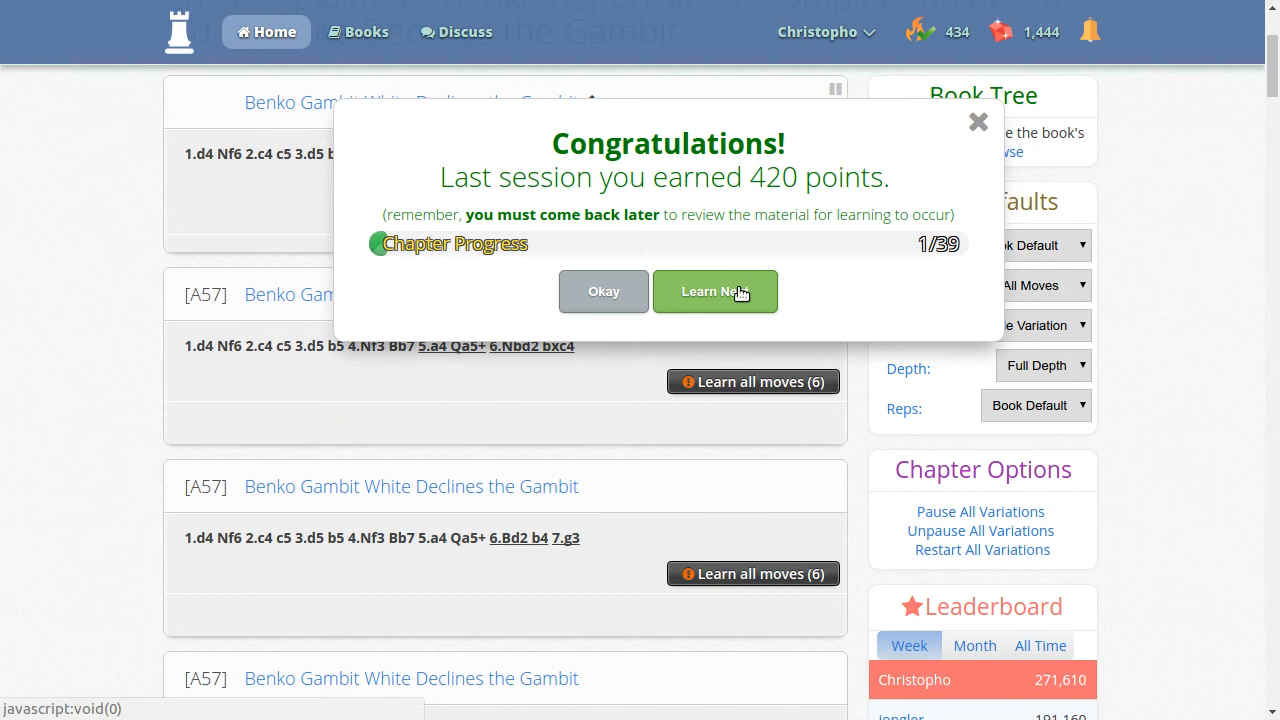 Home
Books
Discuss
Christopho
434
1,444
the Gambit
Benko Gam
1.d4 Nf6 2.c4 c5 3.d5 b
Congratulations!
Last session you earned 420 points.
(remember, you must come back later to review the material for learning to occur)
Chapter Progress
1/39
Okay
Learn
[A57] Benko Gam
1.d4 Nf6 2.c4 c5 3.d5 b5 4.Nf3 Bb7 5.a4 Qa5+ 6.Nbd2 bxc4
Learn all moves (6)
[A57] Benko Gambit White Declines the Gambit
1.d4 Nf6 2.c4 c5 3.d5 b5 4.Nf3 Bb7 5.a4 Qa5+ 6.Bd2 b4 7.g3
Learn all moves (6)
[A57] Benko Gambit White Declines the Gambit
Book Tree
e the book's
wse
faults
k Default
All Moves
e Variation
Depth:
Full Depth
Reps:
Book Default
Chapter Options
Pause All Variations
Unpause All Variations
Restart All Variations
Leaderboard
Week Month All Time
Christopho 271,610
jongler 191,160
javascript:void(0)